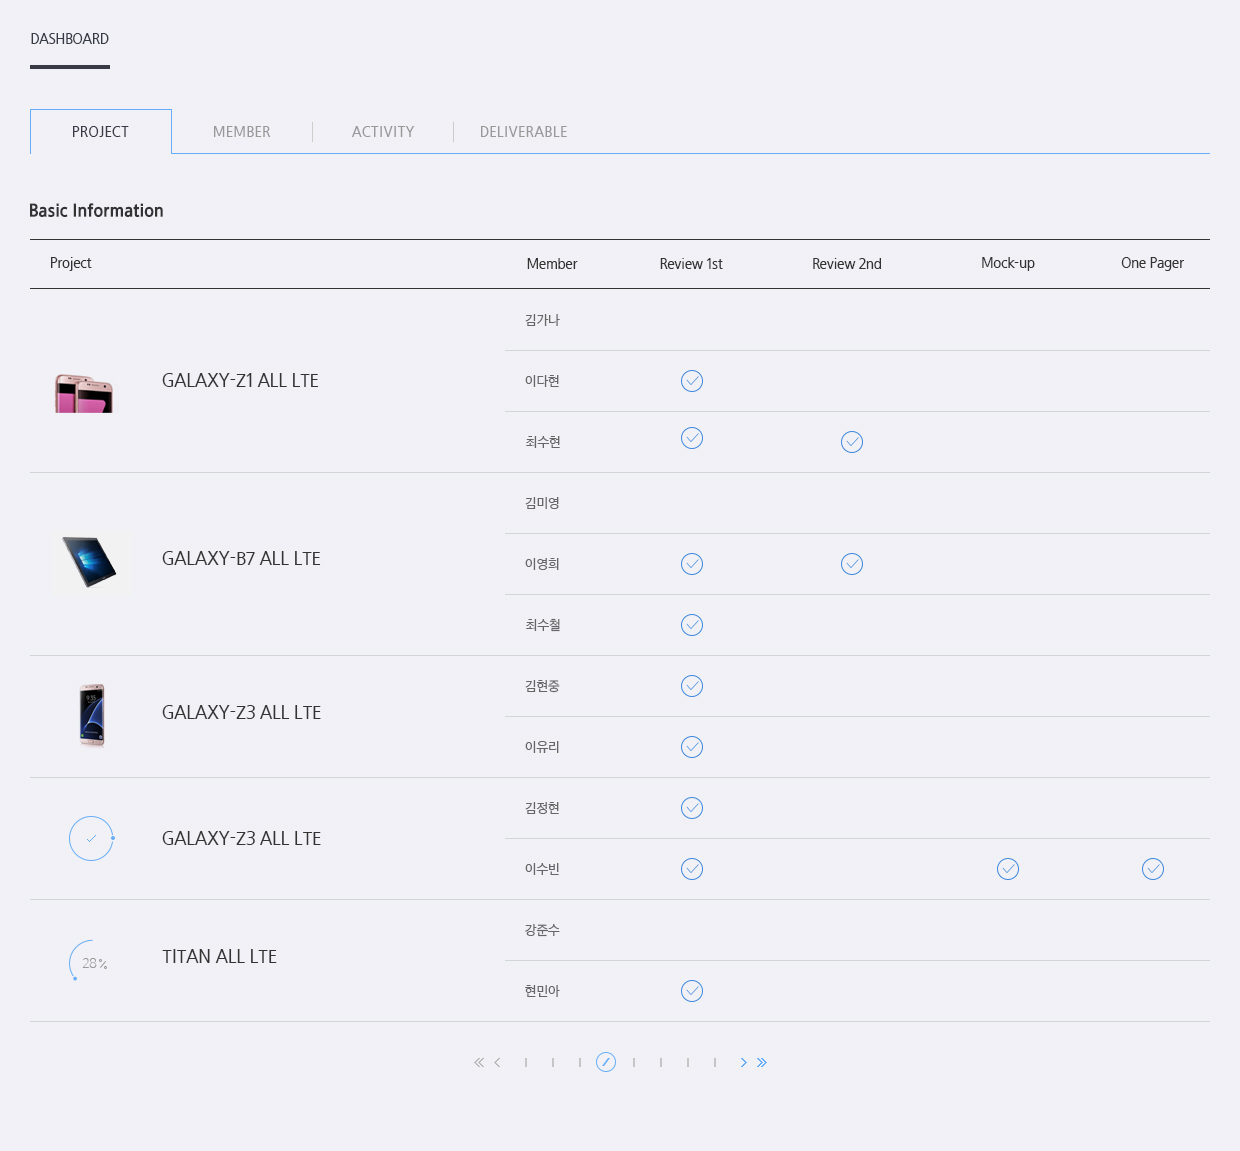 DASHBOARD
PROJECT MEMBER ACTIVITY DELIVERABLE
Basic Information
Project Member Review 1st Review 2nd Mock-up One Pager
GALAXY-Z1 ALL LTE
김가나
이다현
최수현
GALAXY-B7 ALL LTE
김미영
이영희
최수철
GALAXY-Z3 ALL LTE
김현중
이유리
GALAXY-Z3 ALL LTE
김정현
이수빈
28%
TITAN ALL LTE
강준수
현민아